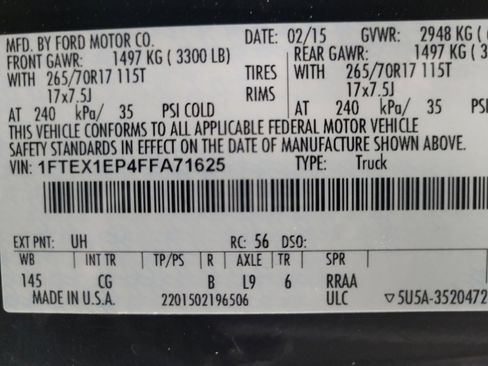 MFD. BY FORD MOTOR CO. DATE: 02/15 GVWR: 2948 KG (
FRONT GAWR: 1497 KG ( 3300 LB) REAR GAWR: 1497 KG ( 3
WITH 265/70R17 115T TIRES WITH 265/70R17 115T
17x7.5J RIMS 17x7.5J
AT 240 kPa/ 35 PSI COLD AT 240 kPa/ 35
THIS VEHICLE CONFORMS TO ALL APPLICABLE FEDERAL MOTOR VEHICLE
STANDARDS IN EFFECT ON THE DATE OF MANUFACTURE SHOWN ABOVE.
VIN: 1FTEX1EP4FFA71625 TYPE: Truck
EXT PNT: UH RC: 56 DSO:
WB INT TR TP/PS R AXLE TR SPR
145 CG B L9 6 RRAA
MADE IN U.S.A. 2201502196506 ULC ▽5U5A-3520472